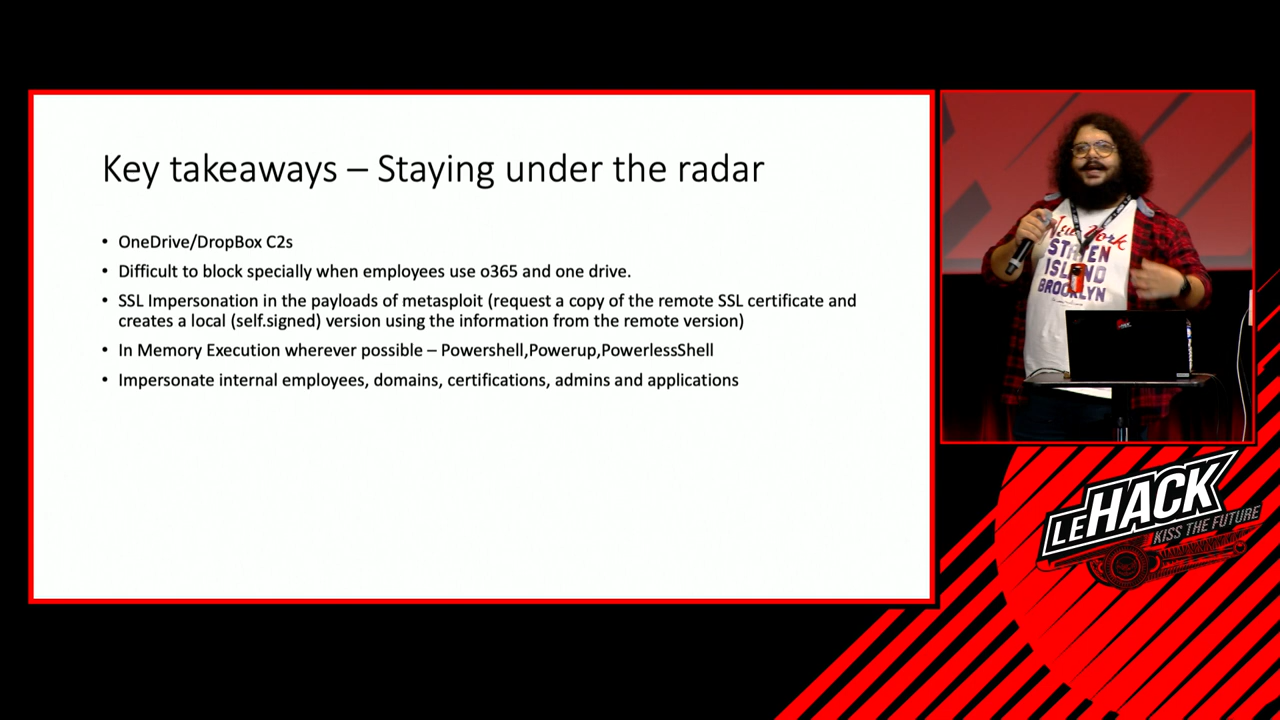 Key takeaways – Staying under the radar
• OneDrive/DropBox C2s
• Difficult to block specially when employees use o365 and one drive.
• SSL Impersonation in the payloads of metasploit (request a copy of the remote SSL certificate and
creates a local (self.signed) version using the information from the remote version)
• In Memory Execution wherever possible – Powershell,Powerup,PowerlessShell
• Impersonate internal employees, domains, certifications, admins and applications
New York
STATEN
ISLAND
BROOKLYN
LEHACK
KISS THE FUTURE